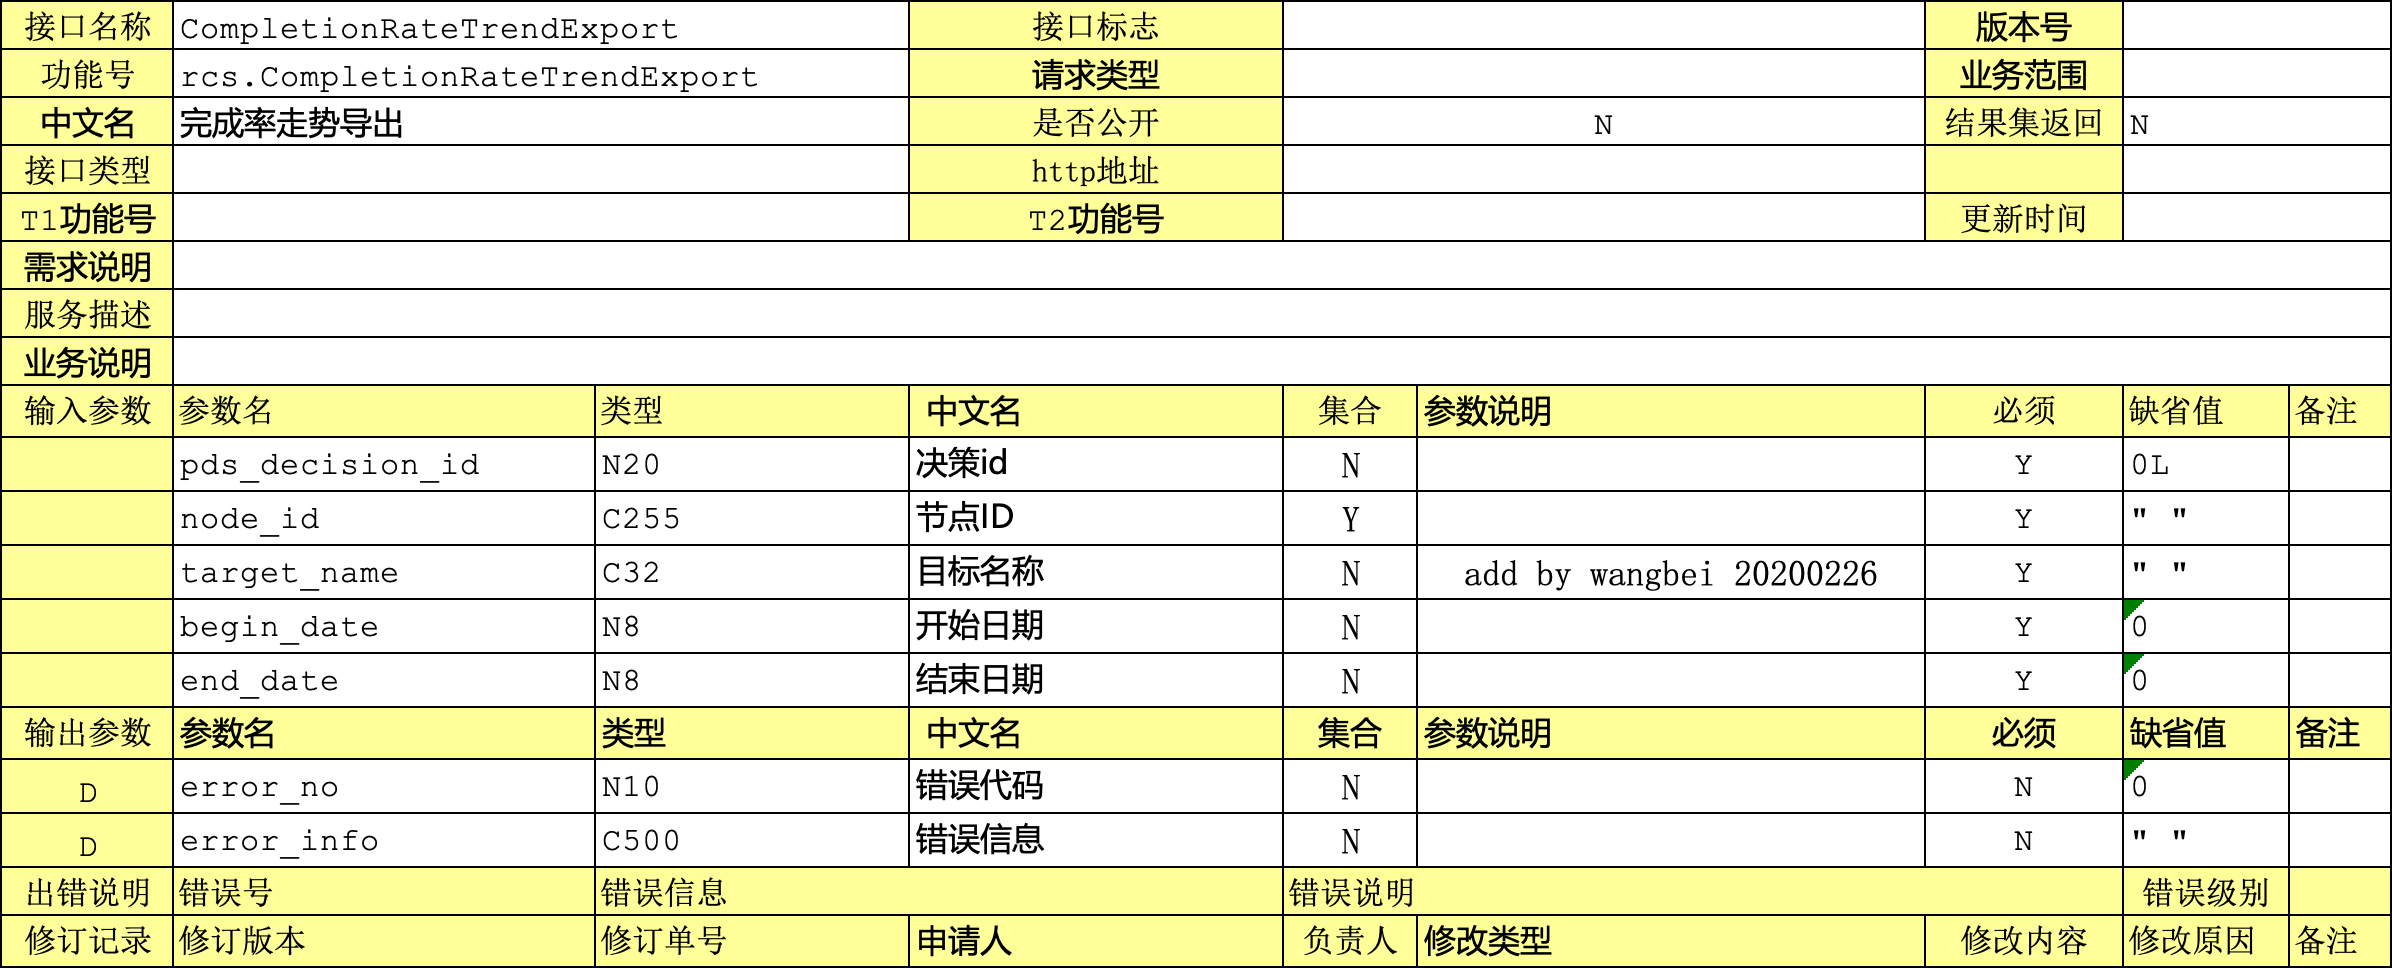 接口名称 CompletionRateTrendExport 接口标志 版本号
功能号 rcs.CompletionRateTrendExport 请求类型 业务范围
中文名 完成率走势导出 是否公开 N 结果集返回 N
接口类型 http地址
T1功能号 T2功能号 更新时间
需求说明
服务描述
业务说明
输入参数 参数名 类型 中文名 集合 参数说明 必须 缺省值 备注
pds_decision_id N20 决策id N Y 0L
node_id C255 节点ID Y Y " "
target_name C32 目标名称 N add by wangbei 20200226 Y " "
begin_date N8 开始日期 N Y 0
end_date N8 结束日期 N Y 0
输出参数 参数名 类型 中文名 集合 参数说明 必须 缺省值 备注
D error_no N10 错误代码 N N 0
D error_info C500 错误信息 N N " "
出错说明 错误号 错误信息 错误说明 错误级别
修订记录 修订版本 修订单号 申请人 负责人 修改类型 修改内容 修改原因 备注